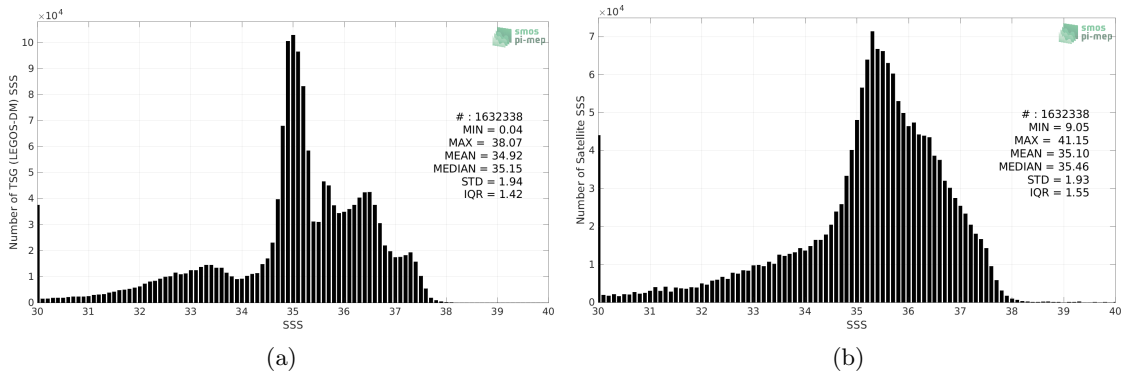 ×10⁴
10
9
8
7
6
5
4
3
2
1
0
Number of TSG (LEGOS-DM) SSS
smos
pi-mep
# : 1632338
MIN = 0.04
MAX = 38.07
MEAN = 34.92
MEDIAN = 35.15
STD = 1.94
IQR = 1.42
30 31 32 33 34 35 36 37 38 39 40
SSS
(a)
×10⁴
7
6
5
4
3
2
1
0
Number of Satellite SSS
smos
pi-mep
# : 1632338
MIN = 9.05
MAX = 41.15
MEAN = 35.10
MEDIAN = 35.46
STD = 1.93
IQR = 1.55
30 31 32 33 34 35 36 37 38 39 40
SSS
(b)